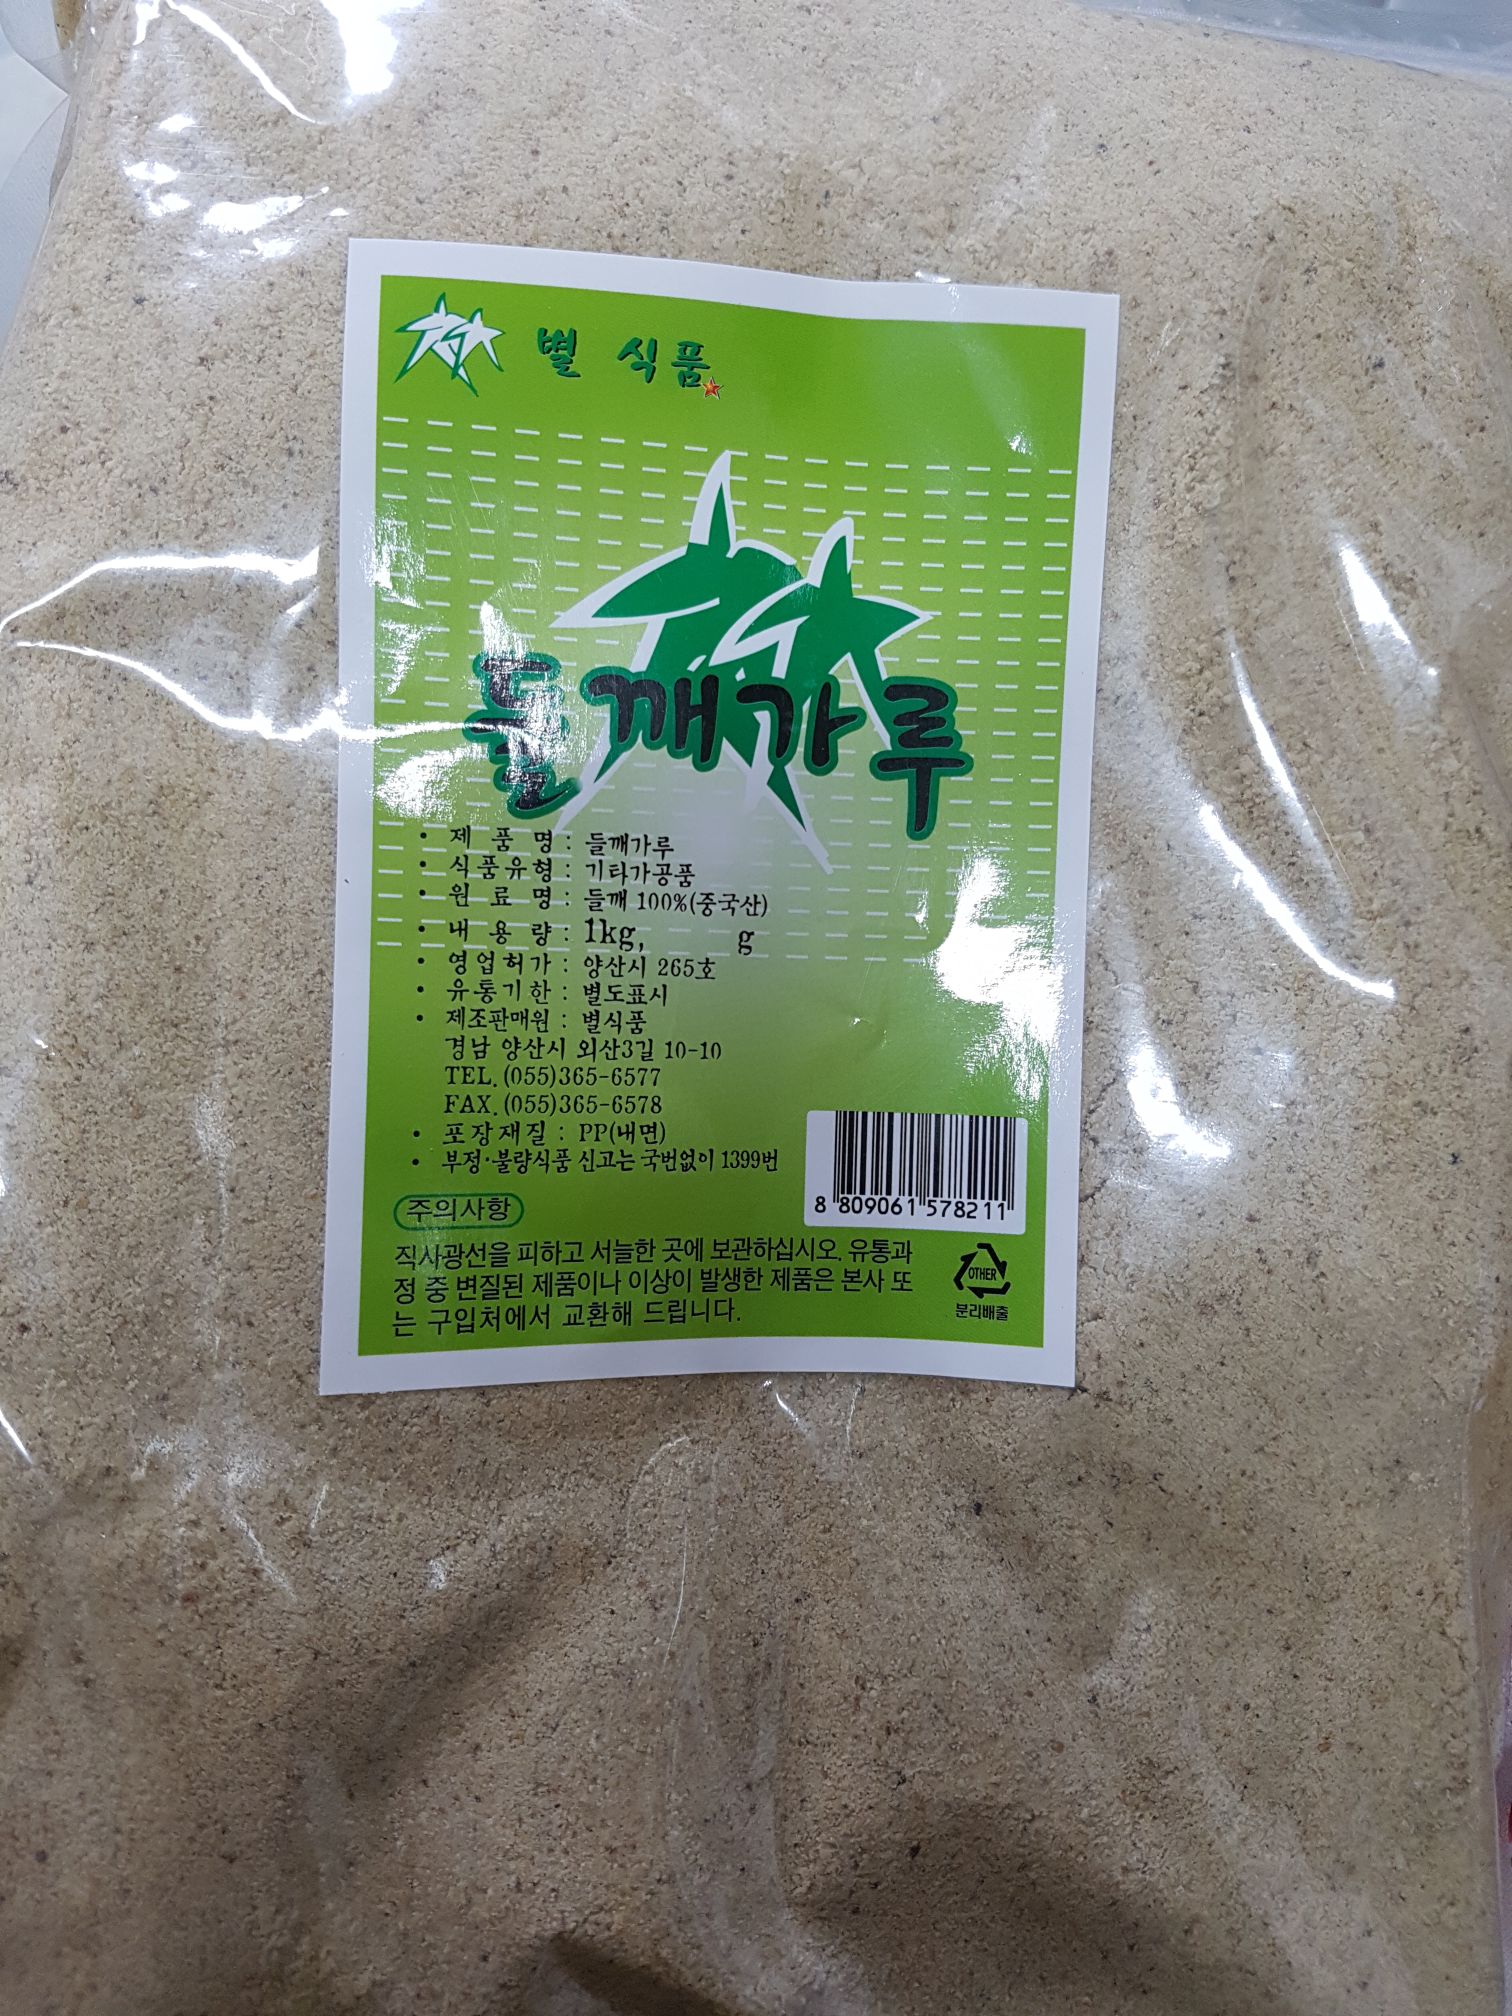 별 식품
들깨가루
• 제 품 명 : 들깨가루
• 식품유형 : 기타가공품
• 원 료 명 : 들깨 100%(중국산)
• 내 용 량 : 1kg, g
• 영업허가 : 양산시 265호
• 유통기한 : 별도표시
• 제조판매원 : 별식품
경남 양산시 외산3길 10-10
TEL. (055)365-6577
FAX. (055)365-6578
• 포장재질 : PP(내면)
• 부정·불량식품 신고는 국번없이 1399번
8 809061 578211
주의사항
직사광선을 피하고 서늘한 곳에 보관하십시오. 유통과
정 중 변질된 제품이나 이상이 발생한 제품은 본사 또
는 구입처에서 교환해 드립니다.
OTHER
분리배출